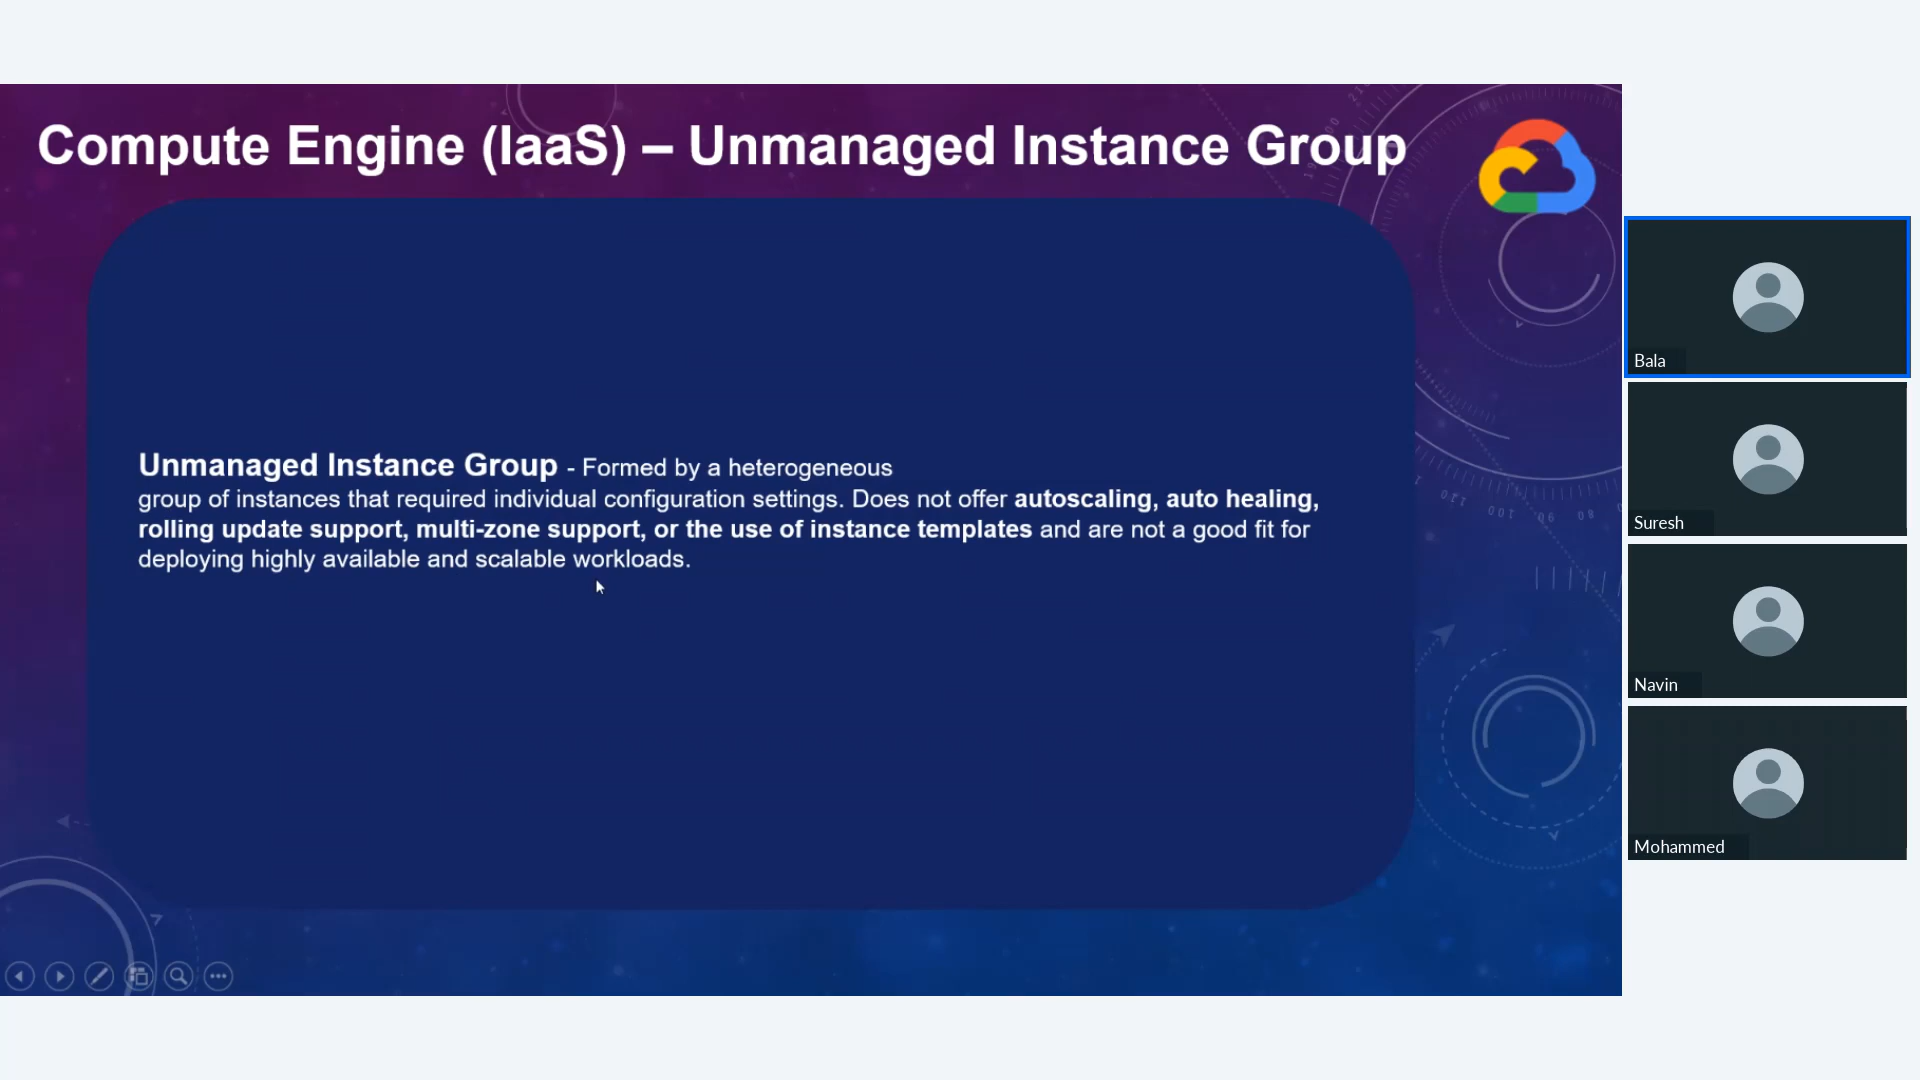 Compute Engine (IaaS) – Unmanaged Instance Group
Unmanaged Instance Group - Formed by a heterogeneous
group of instances that required individual configuration settings. Does not offer autoscaling, auto healing,
rolling update support, multi-zone support, or the use of instance templates and are not a good fit for
deploying highly available and scalable workloads.
Bala
Suresh
Navin
Mohammed